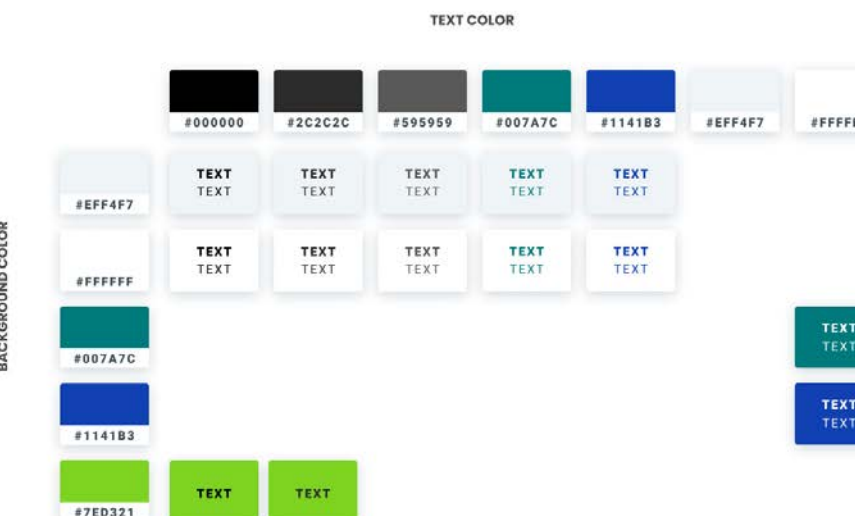 TEXT COLOR
#000000 #2C2C2C #595959 #007A7C #1141B3 #EFF4F7 #FFFF
BACKGROUND COLOR
#EFF4F7
TEXT TEXT TEXT TEXT TEXT
TEXT TEXT TEXT TEXT TEXT
#FFFFFF
TEXT TEXT TEXT TEXT TEXT
TEXT TEXT TEXT TEXT TEXT
#007A7C
TEXT
TEXT
#1141B3
TEXT
TEXT
#7ED321
TEXT TEXT